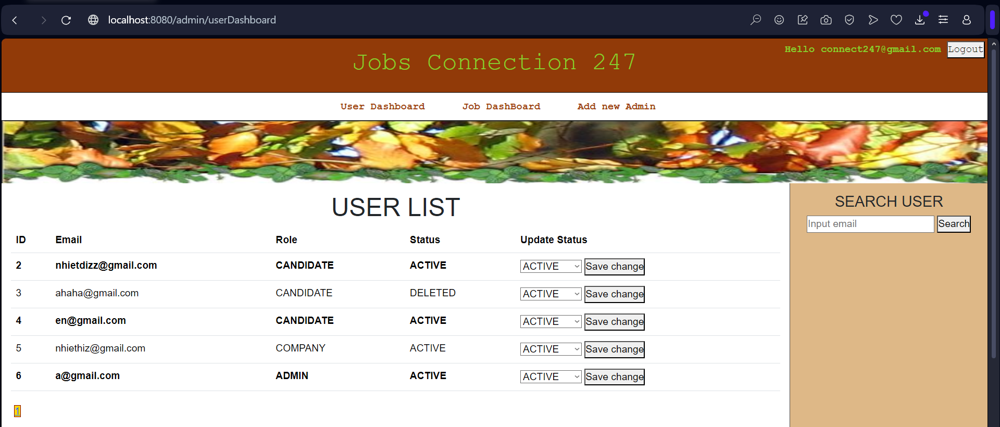 localhost:8080/admin/userDashboard
Hello connect247@gmail.com Logout
Jobs Connection 247
User Dashboard Job DashBoard Add new Admin
USER LIST
ID Email Role Status Update Status
2 nhietdizz@gmail.com CANDIDATE ACTIVE ACTIVE Save change
3 ahaha@gmail.com CANDIDATE DELETED ACTIVE Save change
4 en@gmail.com CANDIDATE ACTIVE ACTIVE Save change
5 nhiethiz@gmail.com COMPANY ACTIVE ACTIVE Save change
6 a@gmail.com ADMIN ACTIVE ACTIVE Save change
1
SEARCH USER
Input email Search